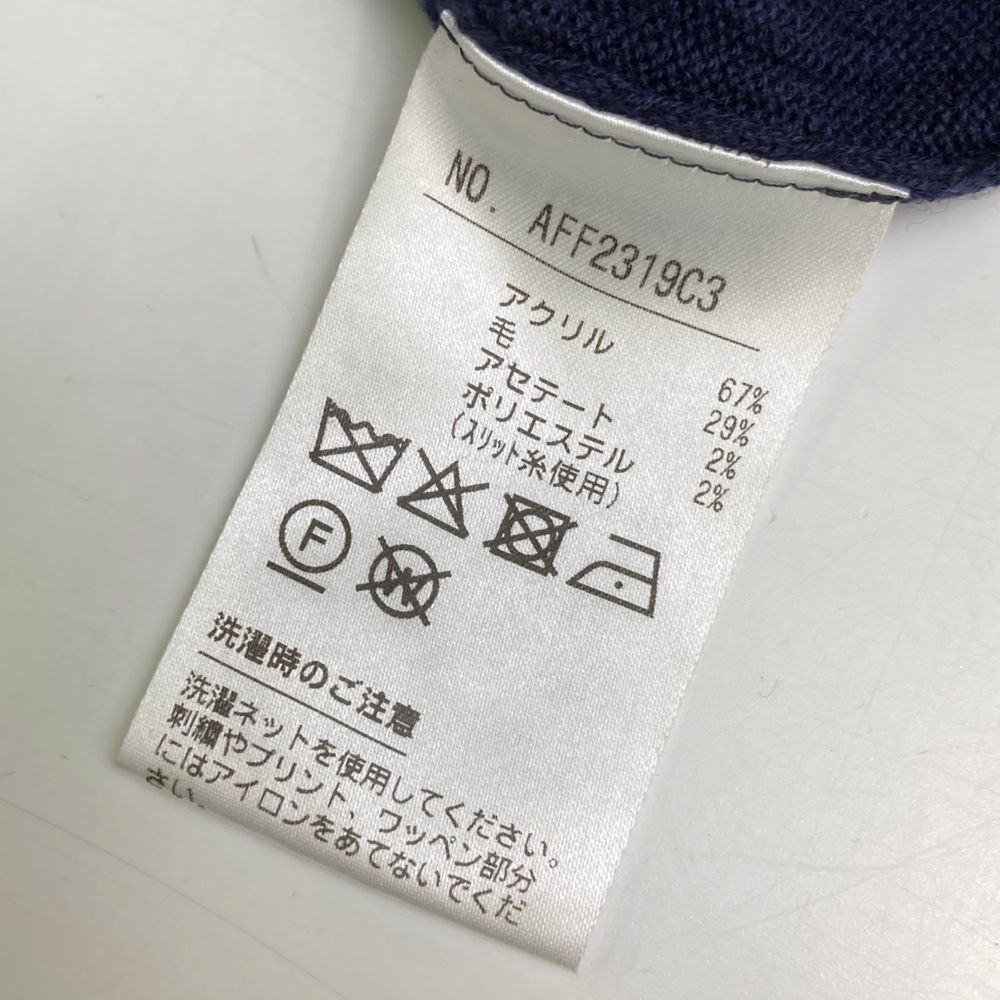 NO. AFF2319C3
アクリル 67%
毛 29%
アセテート 2%
ポリエステル 2%
(スリット糸使用)
F
W
洗濯時のご注意
洗濯ネットを使用してください。
刺繍やプリント、ワッペン部分
にはアイロンをあてないでくだ
さい。